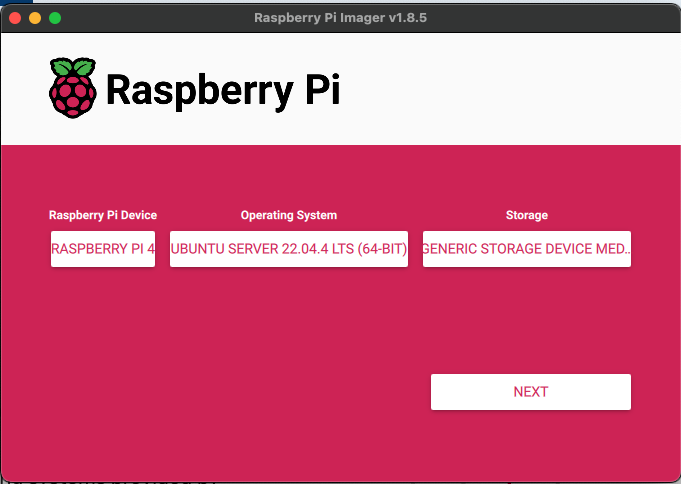 Raspberry Pi Imager v1.8.5
Raspberry Pi
Raspberry Pi Device
Operating System
Storage
RASPBERRY PI 4
UBUNTU SERVER 22.04.4 LTS (64-BIT)
GENERIC STORAGE DEVICE MED..
NEXT